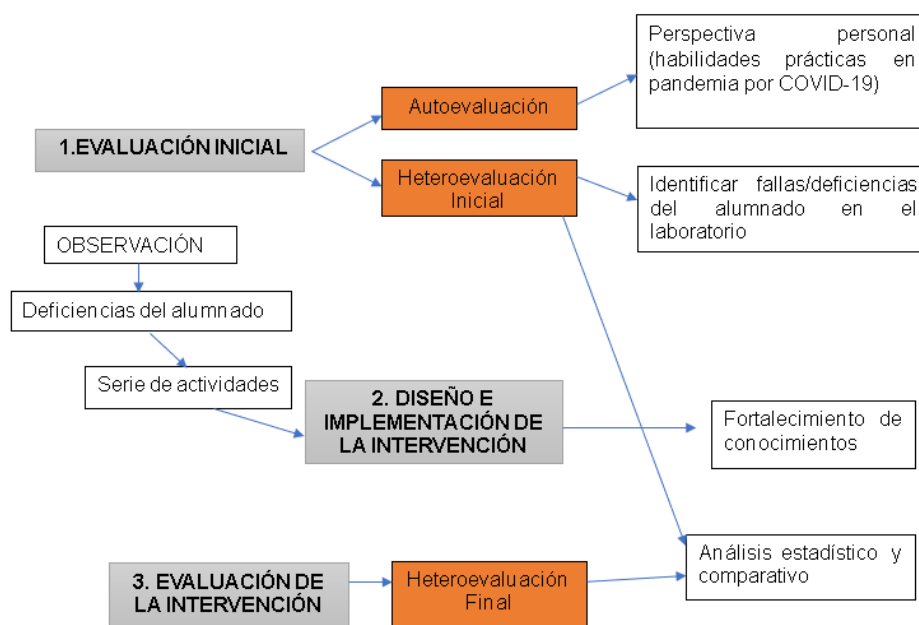 Perspectiva personal
(habilidades prácticas en
pandemia por COVID-19)
Autoevaluación
1.EVALUACIÓN INICIAL
Heteroevaluación
Inicial
Identificar fallas/deficiencias
del alumnado en el
laboratorio
OBSERVACIÓN
Deficiencias del alumnado
Serie de actividades
2. DISEÑO E
IMPLEMENTACIÓN DE
LA INTERVENCIÓN
Fortalecimiento de
conocimientos
Análisis estadístico y
comparativo
3. EVALUACIÓN DE
LA INTERVENCIÓN
Heteroevaluación
Final